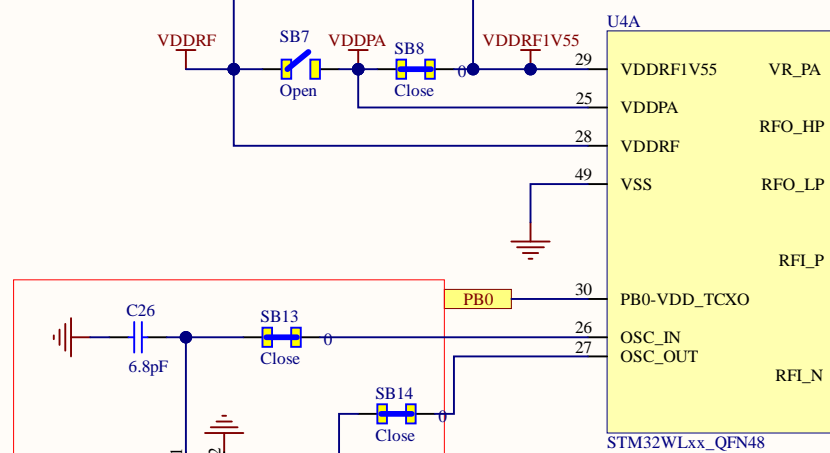 U4A
VDDRF
SB7
VDDPA
SB8
VDDRF1V55
Open
Close
0
29
VDDRF1V55
VR_PA
25
VDDPA
RFO_HP
28
VDDRF
49
VSS
RFO_LP
RFI_P
PB0
30
PB0-VDD_TCXO
C26
6.8pF
SB13
Close
0
26
OSC_IN
27
OSC_OUT
RFI_N
SB14
Close
0
1
2
STM32WLxx_QFN48